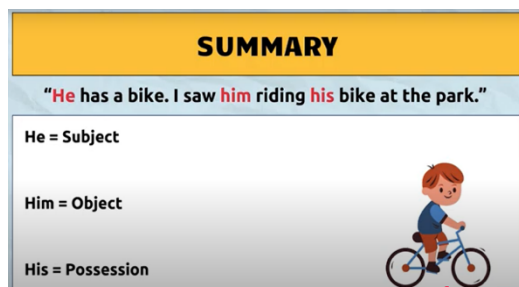 SUMMARY
“He has a bike. I saw him riding his bike at the park.”
He = Subject
Him = Object
His = Possession